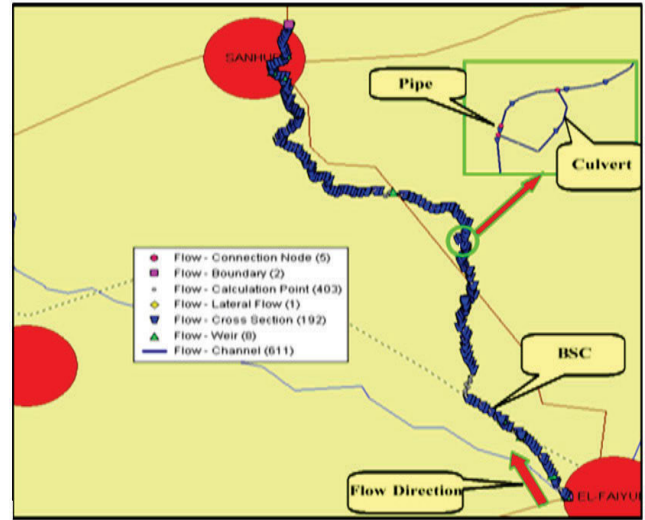 SANHUR
Pipe
Culvert
Flow - Connection Node (5)
Flow - Boundary (2)
Flow - Calculation Point (403)
Flow - Lateral Flow (1)
Flow - Cross Section (192)
Flow - Weir (8)
Flow - Channel (611)
BSC
Flow Direction
EL-FAIYU